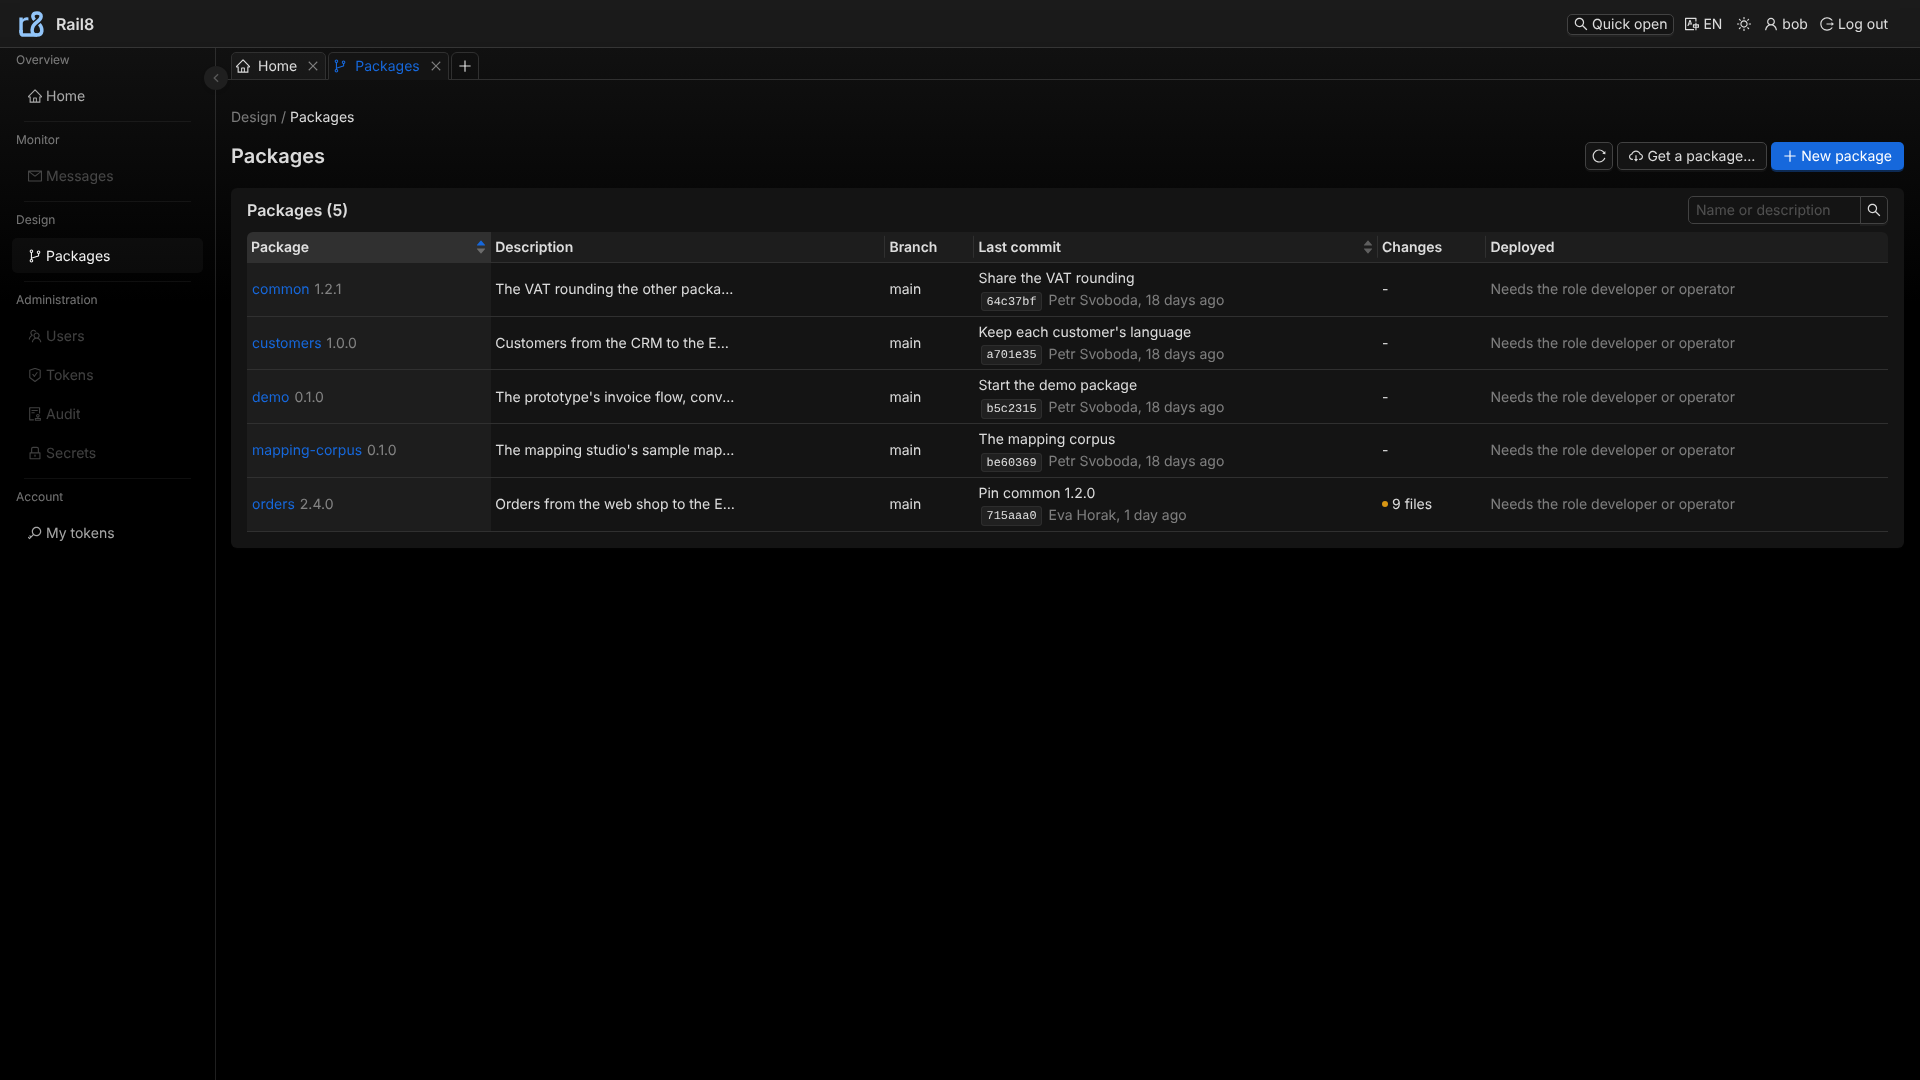 Rail8
Quick open
EN
bob
Log out
Overview
Home
Monitor
Messages
Design
Packages
Administration
Users
Tokens
Audit
Secrets
Account
My tokens
Home
Packages
Design / Packages
Packages
Get a package...
New package
Packages (5)
Name or description
Package Description Branch Last commit Changes Deployed
common 1.2.1 The VAT rounding the other packa... main Share the VAT rounding
64c37bf Petr Svoboda, 18 days ago - Needs the role developer or operator
customers 1.0.0 Customers from the CRM to the E... main Keep each customer's language
a701e35 Petr Svoboda, 18 days ago - Needs the role developer or operator
demo 0.1.0 The prototype's invoice flow, conv... main Start the demo package
b5c2315 Petr Svoboda, 18 days ago - Needs the role developer or operator
mapping-corpus 0.1.0 The mapping studio's sample map... main The mapping corpus
be60369 Petr Svoboda, 18 days ago - Needs the role developer or operator
orders 2.4.0 Orders from the web shop to the E... main Pin common 1.2.0
715aaa0 Eva Horak, 1 day ago 9 files Needs the role developer or operator